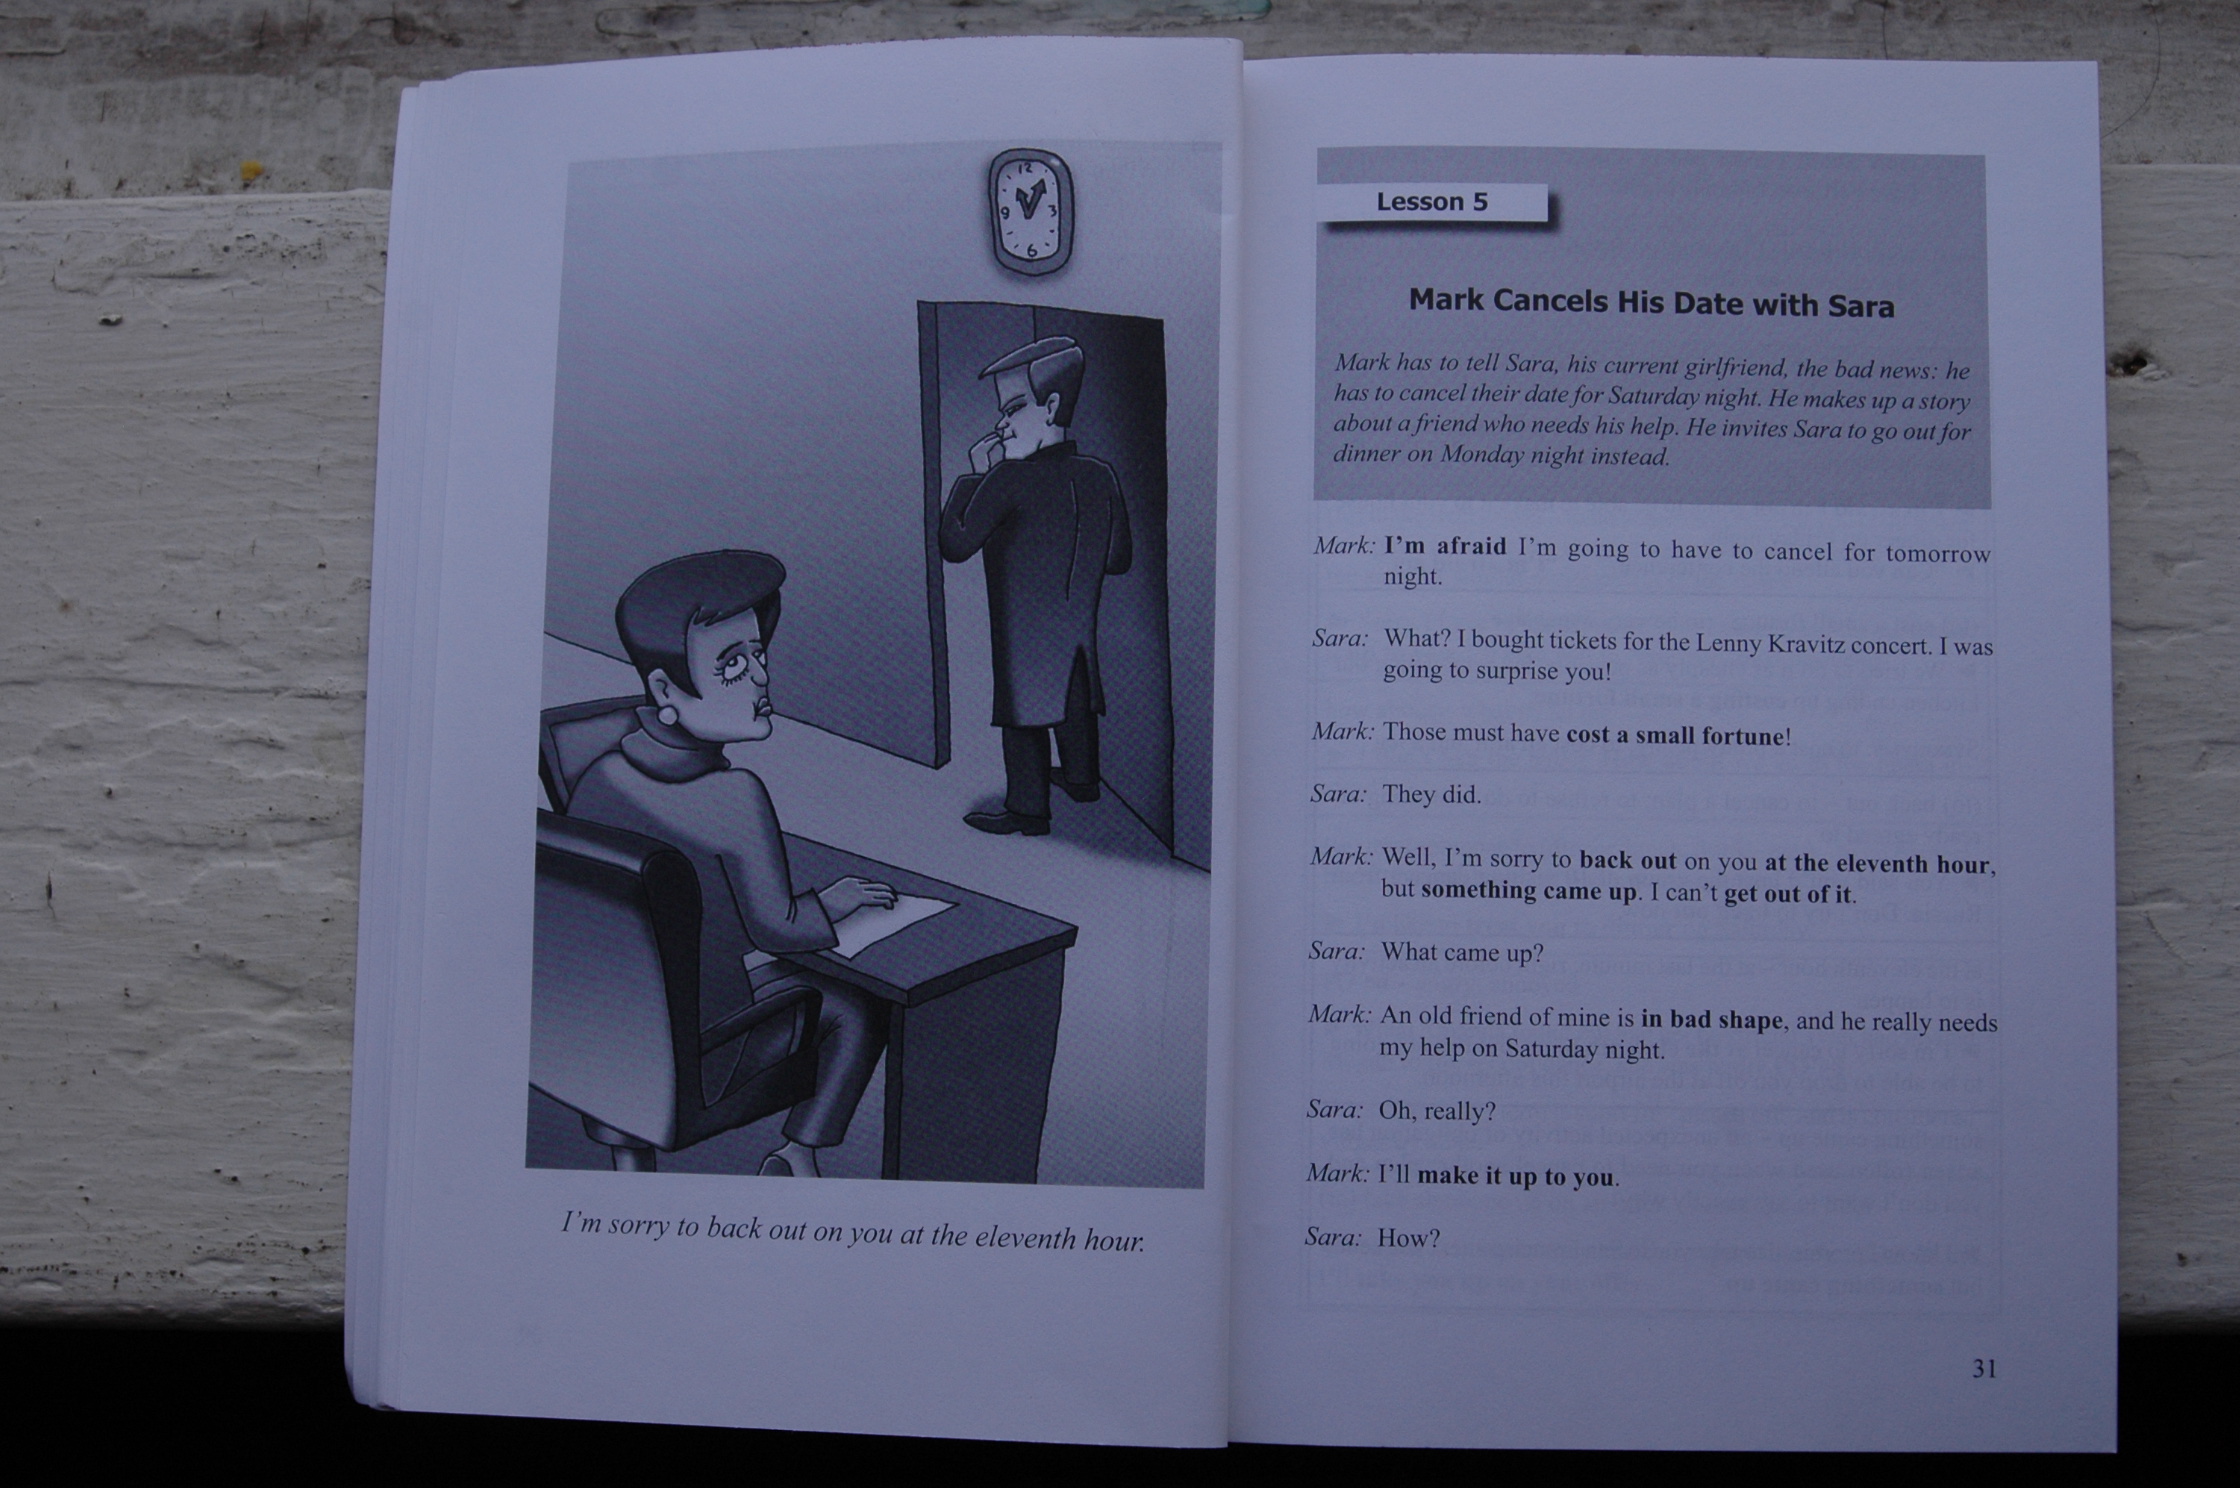 12
9 3
6
I'm sorry to back out on you at the eleventh hour.
Lesson 5
Mark Cancels His Date with Sara
Mark has to tell Sara, his current girlfriend, the bad news: he
has to cancel their date for Saturday night. He makes up a story
about a friend who needs his help. He invites Sara to go out for
dinner on Monday night instead.
Mark: I'm afraid I'm going to have to cancel for tomorrow
night.
Sara: What? I bought tickets for the Lenny Kravitz concert. I was
going to surprise you!
Mark: Those must have cost a small fortune!
Sara: They did.
Mark: Well, I'm sorry to back out on you at the eleventh hour,
but something came up. I can't get out of it.
Sara: What came up?
Mark: An old friend of mine is in bad shape, and he really needs
my help on Saturday night.
Sara: Oh, really?
Mark: I'll make it up to you.
Sara: How?
31